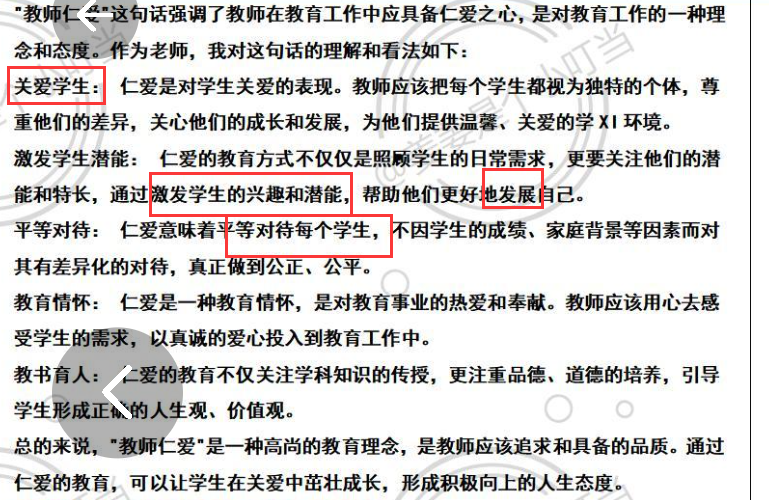 "教师仁爱"这句话强调了教师在教育工作中应具备仁爱之心，是对教育工作的一种理
念和态度。作为老师，我对这句话的理解和看法如下：
关爱学生： 仁爱是对学生关爱的表现。教师应该把每个学生都视为独特的个体，尊
重他们的差异，关心他们的成长和发展，为他们提供温馨、关爱的学XI环境。
激发学生潜能： 仁爱的教育方式不仅仅是照顾学生的日常需求，更要关注他们的潜
能和特长，通过激发学生的兴趣和潜能，帮助他们更好地发展自己。
平等对待： 仁爱意味着平等对待每个学生，不因学生的成绩、家庭背景等因素而对
其有差异化的对待，真正做到公正、公平。
教育情怀： 仁爱是一种教育情怀，是对教育事业的热爱和奉献。教师应该用心去感
受学生的需求，以真诚的爱心投入到教育工作中。
教书育人： 仁爱的教育不仅关注学科知识的传授，更注重品德、道德的培养，引导
学生形成正确的人生观、价值观。
总的来说，"教师仁爱"是一种高尚的教育理念，是教师应该追求和具备的品质。通过
仁爱的教育，可以让学生在关爱中茁壮成长，形成积极向上的人生态度。
@姜姜是个小叮当